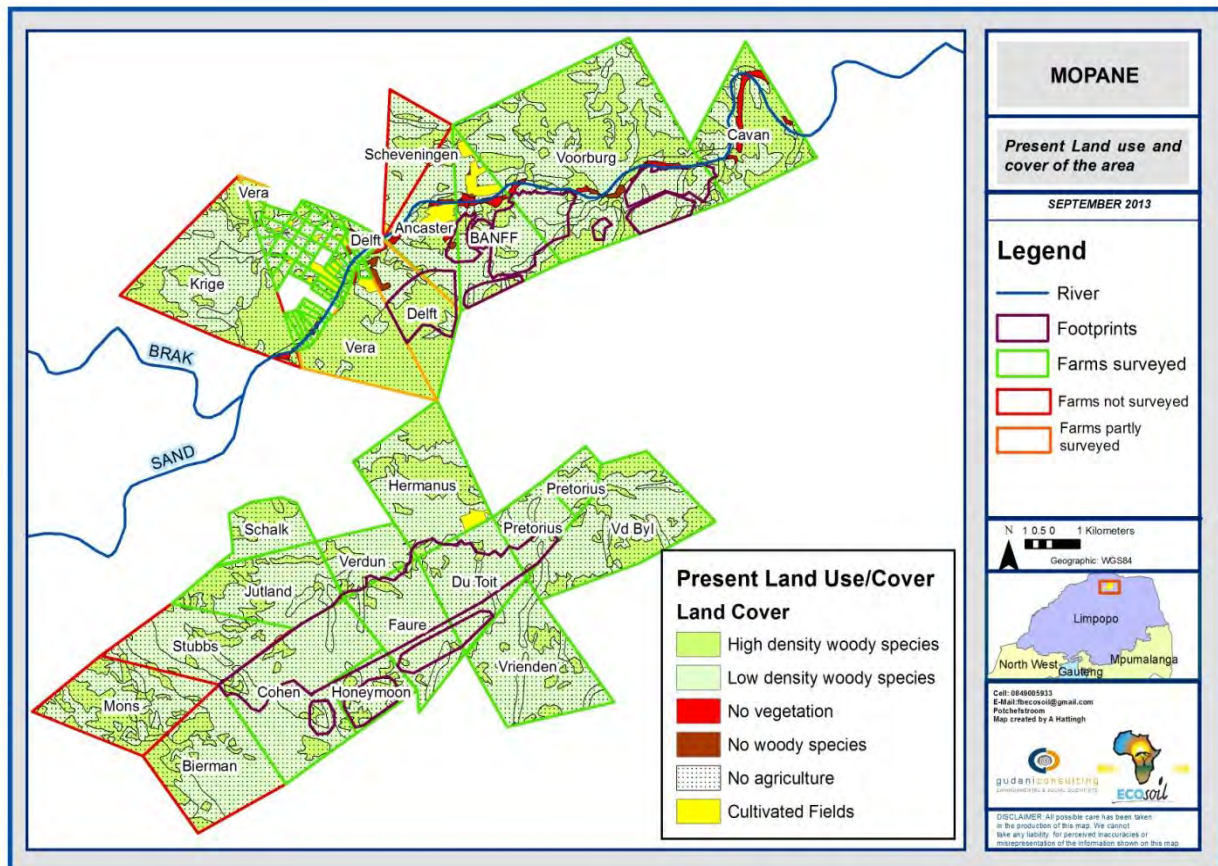 MOPANE
Present Land use and
cover of the area
SEPTEMBER 2013
Legend
River
Footprints
Farms surveyed
Farms not surveyed
Farms partly
surveyed
N
1 0.5 0 1 Kilometers
Geographic: WGS84
Limpopo
North West
Mpumalanga
Gauteng
Cell: 0849005933
E-Mail:fbecosoil@gmail.com
Potchefstroom
Map created by A Hattingh
gudaniconsulting
ENVIRONMENTAL & SOCIAL SCIENTISTS
ECOsoil
DISCLAIMER: All possible care has been taken
in the production of this map. We cannot
take any liability for perceived inaccuracies or
misrepresentation of the information shown on this map
Cavan
Scheveningen
Voorburg
Vera
Delft
Ancaster
BANFF
Krige
Delft
Vera
BRAK
SAND
Hermanus
Pretorius
Schalk
Pretorius
Vd Byl
Verdun
Du Toit
Jutland
Faure
Stubbs
Vrienden
Cohen
Honeymoon
Mons
Bierman
Present Land Use/Cover
Land Cover
High density woody species
Low density woody species
No vegetation
No woody species
No agriculture
Cultivated Fields